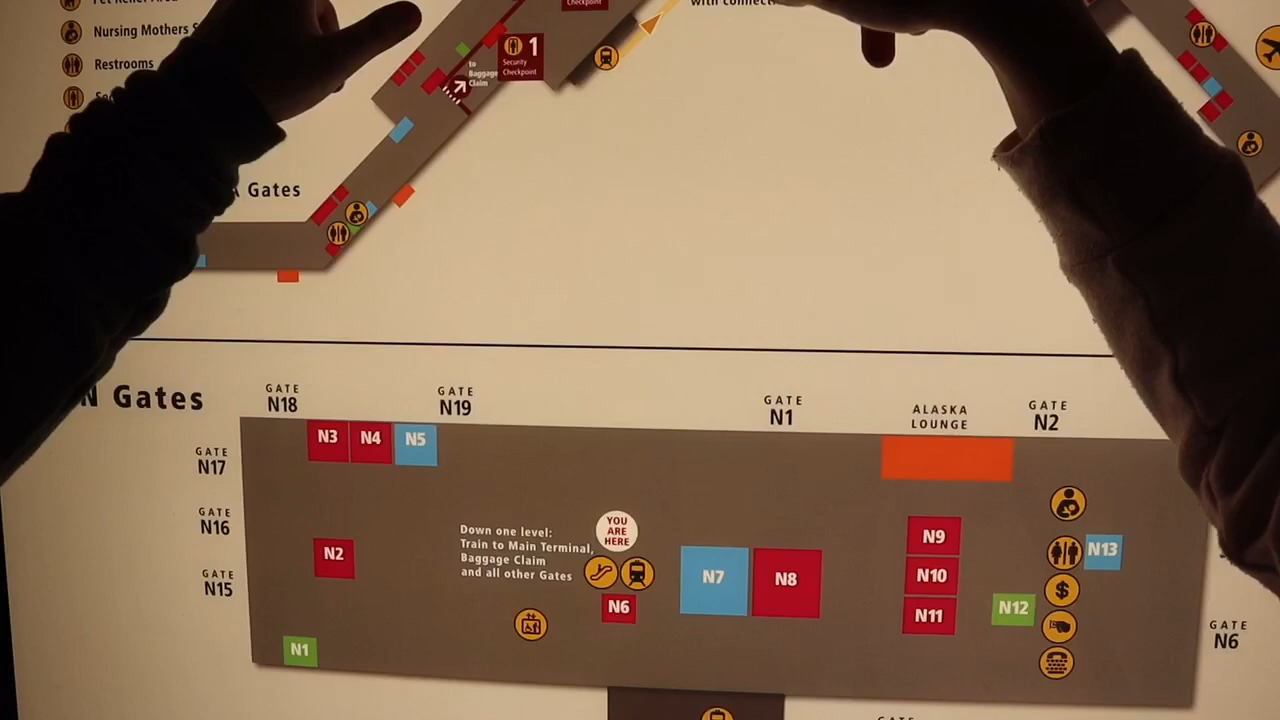 Nursing Mothers
Restrooms
1
Security
Checkpoint
Checkpoint
to
Baggage
Claim
Gates
N Gates
GATE
N18
GATE
N19
GATE
N1
ALASKA
LOUNGE
GATE
N2
GATE
N17
GATE
N16
GATE
N15
N3
N4
N5
N2
N1
Down one level:
Train to Main Terminal,
Baggage Claim
and all other Gates
YOU
ARE
HERE
N6
N7
N8
N9
N10
N11
N12
N13
$
GATE
N6
GATE